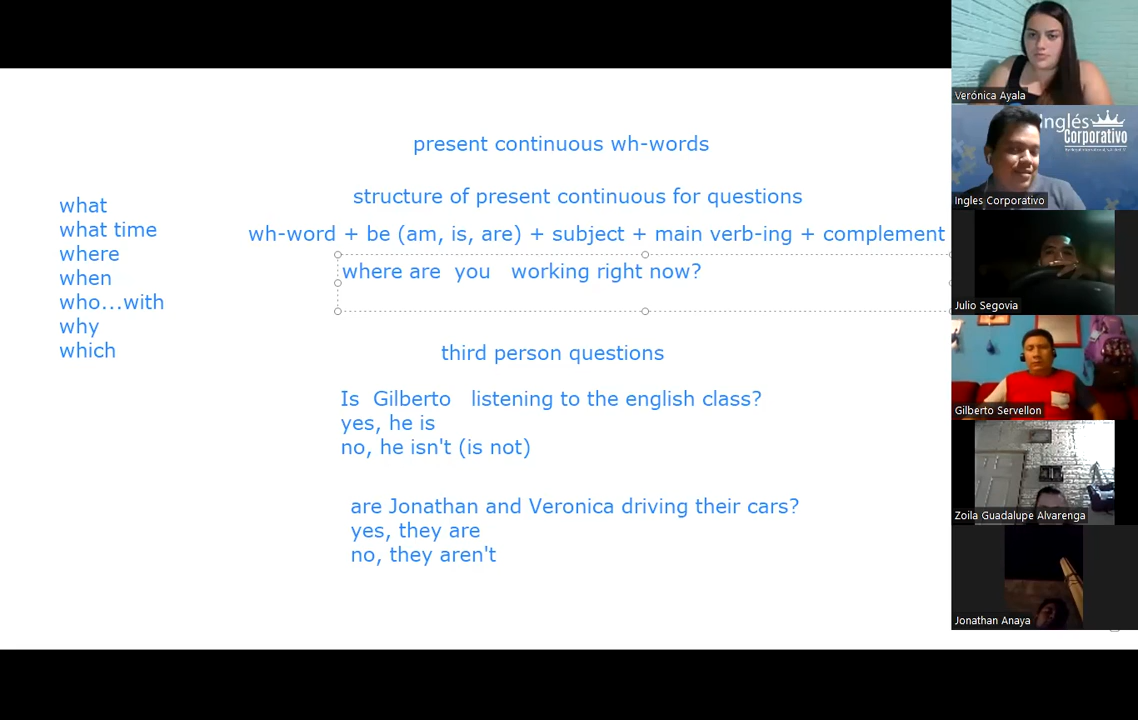 present continuous wh-words
structure of present continuous for questions
wh-word + be (am, is, are) + subject + main verb-ing + complement
where are you working right now?
what
what time
where
when
who...with
why
which
third person questions
Is Gilberto listening to the english class?
yes, he is
no, he isn't (is not)
are Jonathan and Veronica driving their cars?
yes, they are
no, they aren't
Verónica Ayala
Inglés
Corporativo
Ingles Corporativo
Julio Segovia
Gilberto Servellon
Zoila Guadalupe Alvarenga
Jonathan Anaya